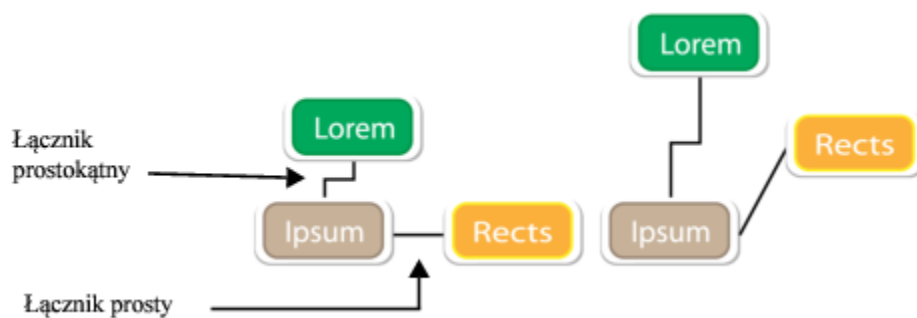 Lorem
Lorem
Łącznik
prostokątny
Rects
Ipsum
Rects
Ipsum
Łącznik prosty